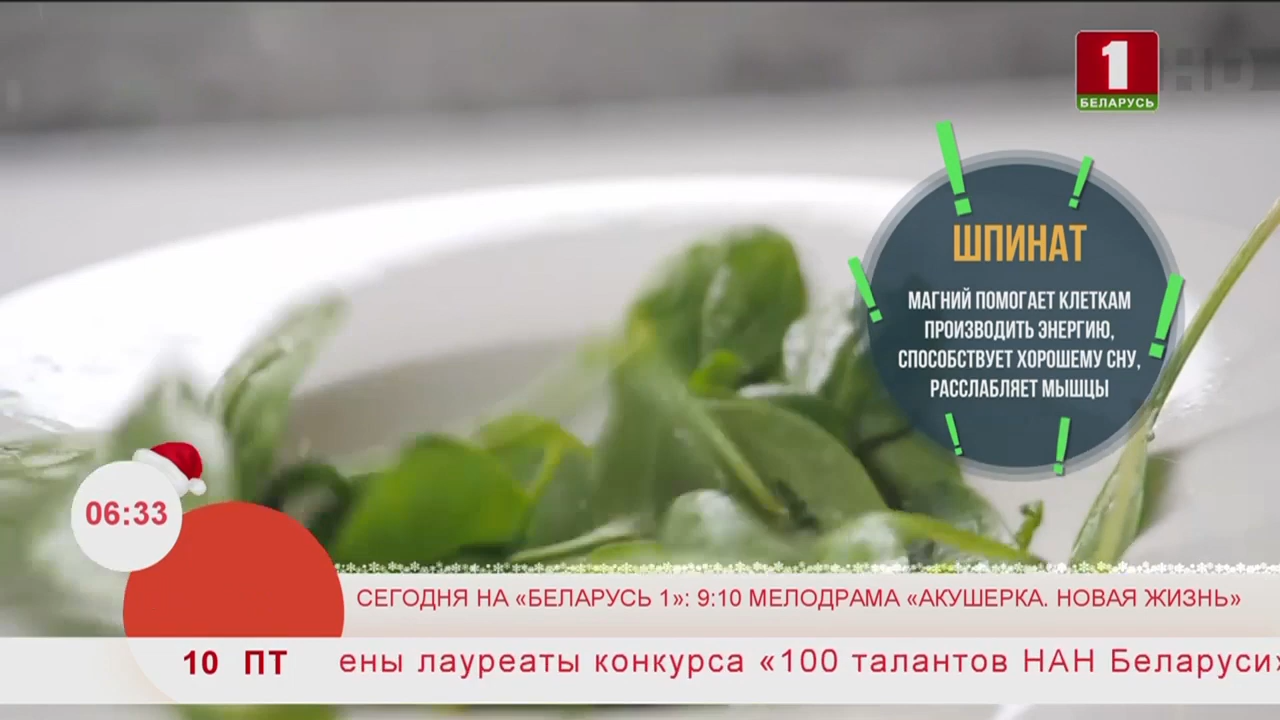 1
HD
БЕЛАРУСЬ
ШПИНАТ
МАГНИЙ ПОМОГАЕТ КЛЕТКАМ
ПРОИЗВОДИТЬ ЭНЕРГИЮ,
СПОСОБСТВУЕТ ХОРОШЕМУ СНУ,
РАССЛАБЛЯЕТ МЫШЦЫ
06:33
СЕГОДНЯ НА «БЕЛАРУСЬ 1»: 9:10 МЕЛОДРАМА «АКУШЕРКА. НОВАЯ ЖИЗНЬ»
10 ПТ
ены лауреаты конкурса «100 талантов НАН Беларуси»